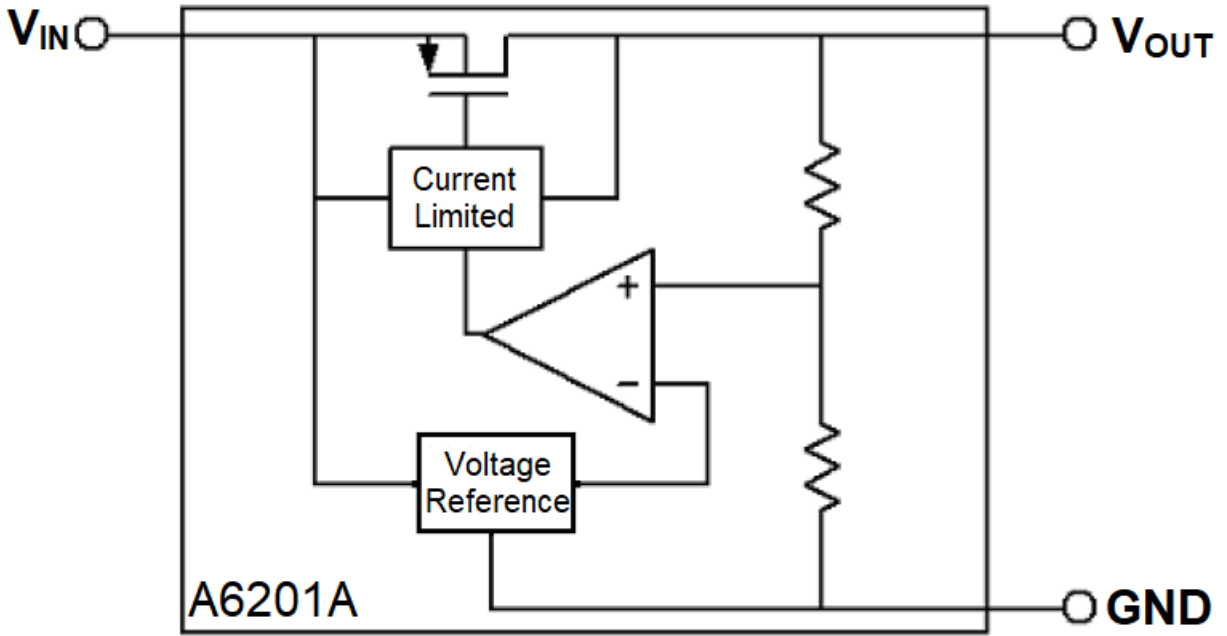 VIN
VOUT
Current
Limited
+
−
Voltage
Reference
A6201A
GND